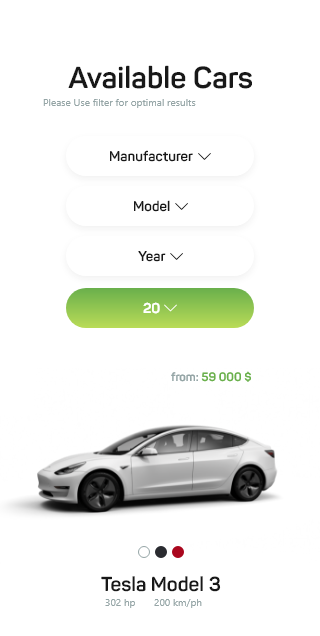 Available Cars
Please Use filter for optimal results
Manufacturer
Model
Year
20
from: 59 000 $
Tesla Model 3
302 hp 200 km/ph